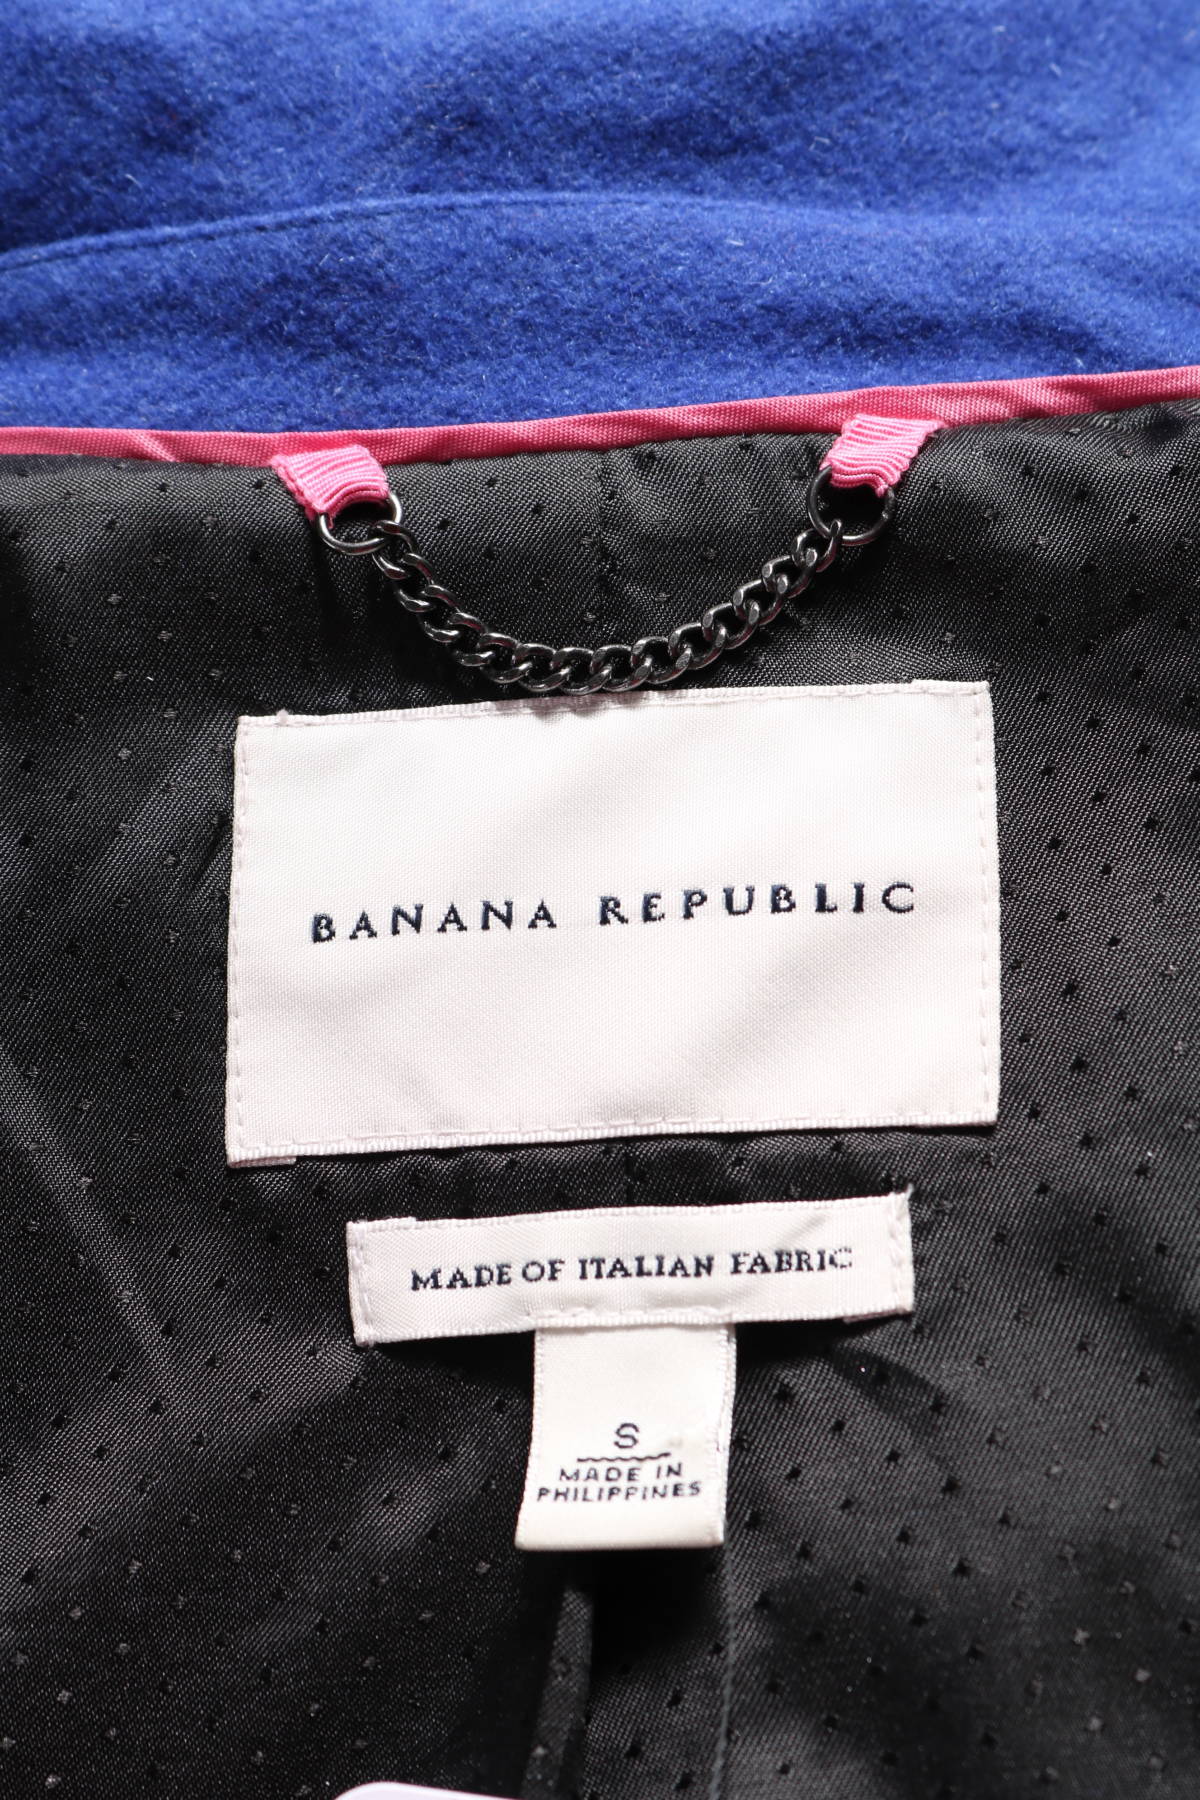 BANANA REPUBLIC
MADE OF ITALIAN FABRIC
S
MADE IN
PHILIPPINES